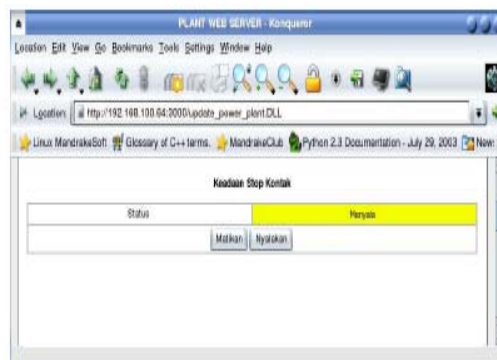 PLANT WEB SERVER - Konqueror
Location Edit View Go Bookmarks Tools Settings Window Help
Location: http://192.168.100.64:2000/update_power_plant.DLL
Linux MandrakeSoft Glossary of C++ terms. MandrakeClub Python 2.3 Documentation - July 29, 2003 New
Keadaan Stop Kontak
Status Menyala
Matikan Nyalakan